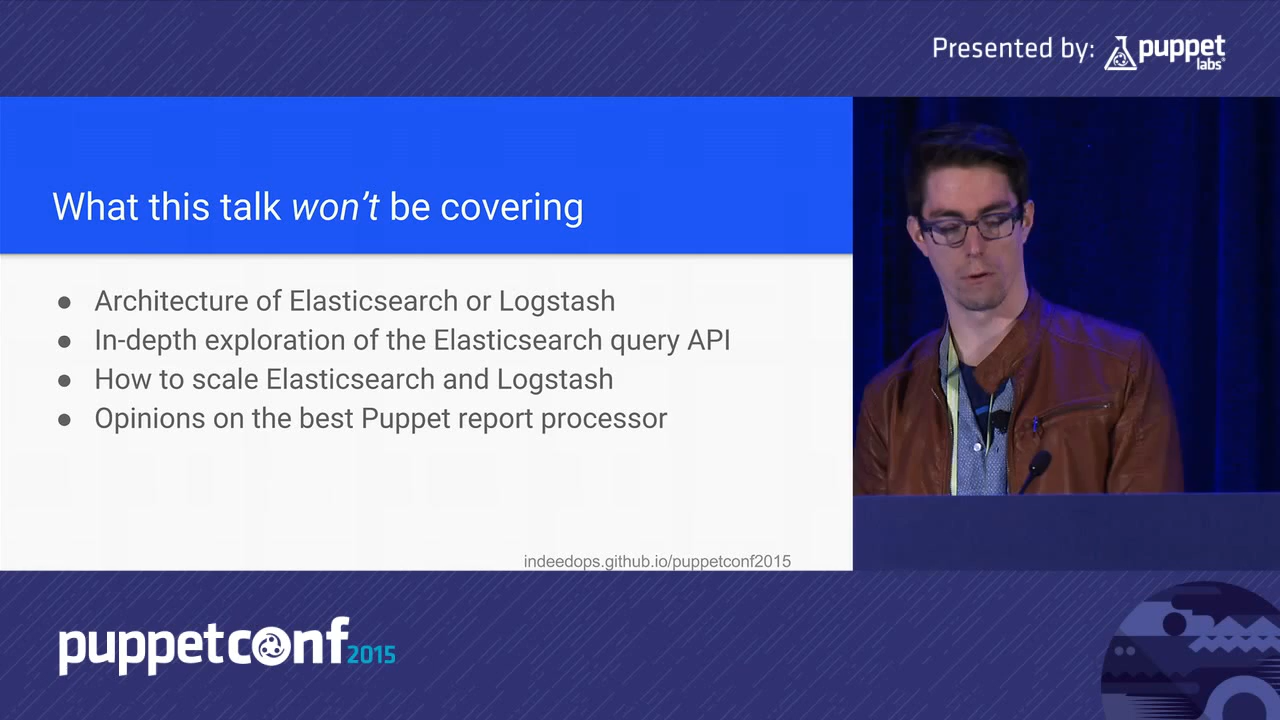 Presented by: puppet labs
What this talk won't be covering
● Architecture of Elasticsearch or Logstash
● In-depth exploration of the Elasticsearch query API
● How to scale Elasticsearch and Logstash
● Opinions on the best Puppet report processor
indeedops.github.io/puppetconf2015
puppetconf 2015